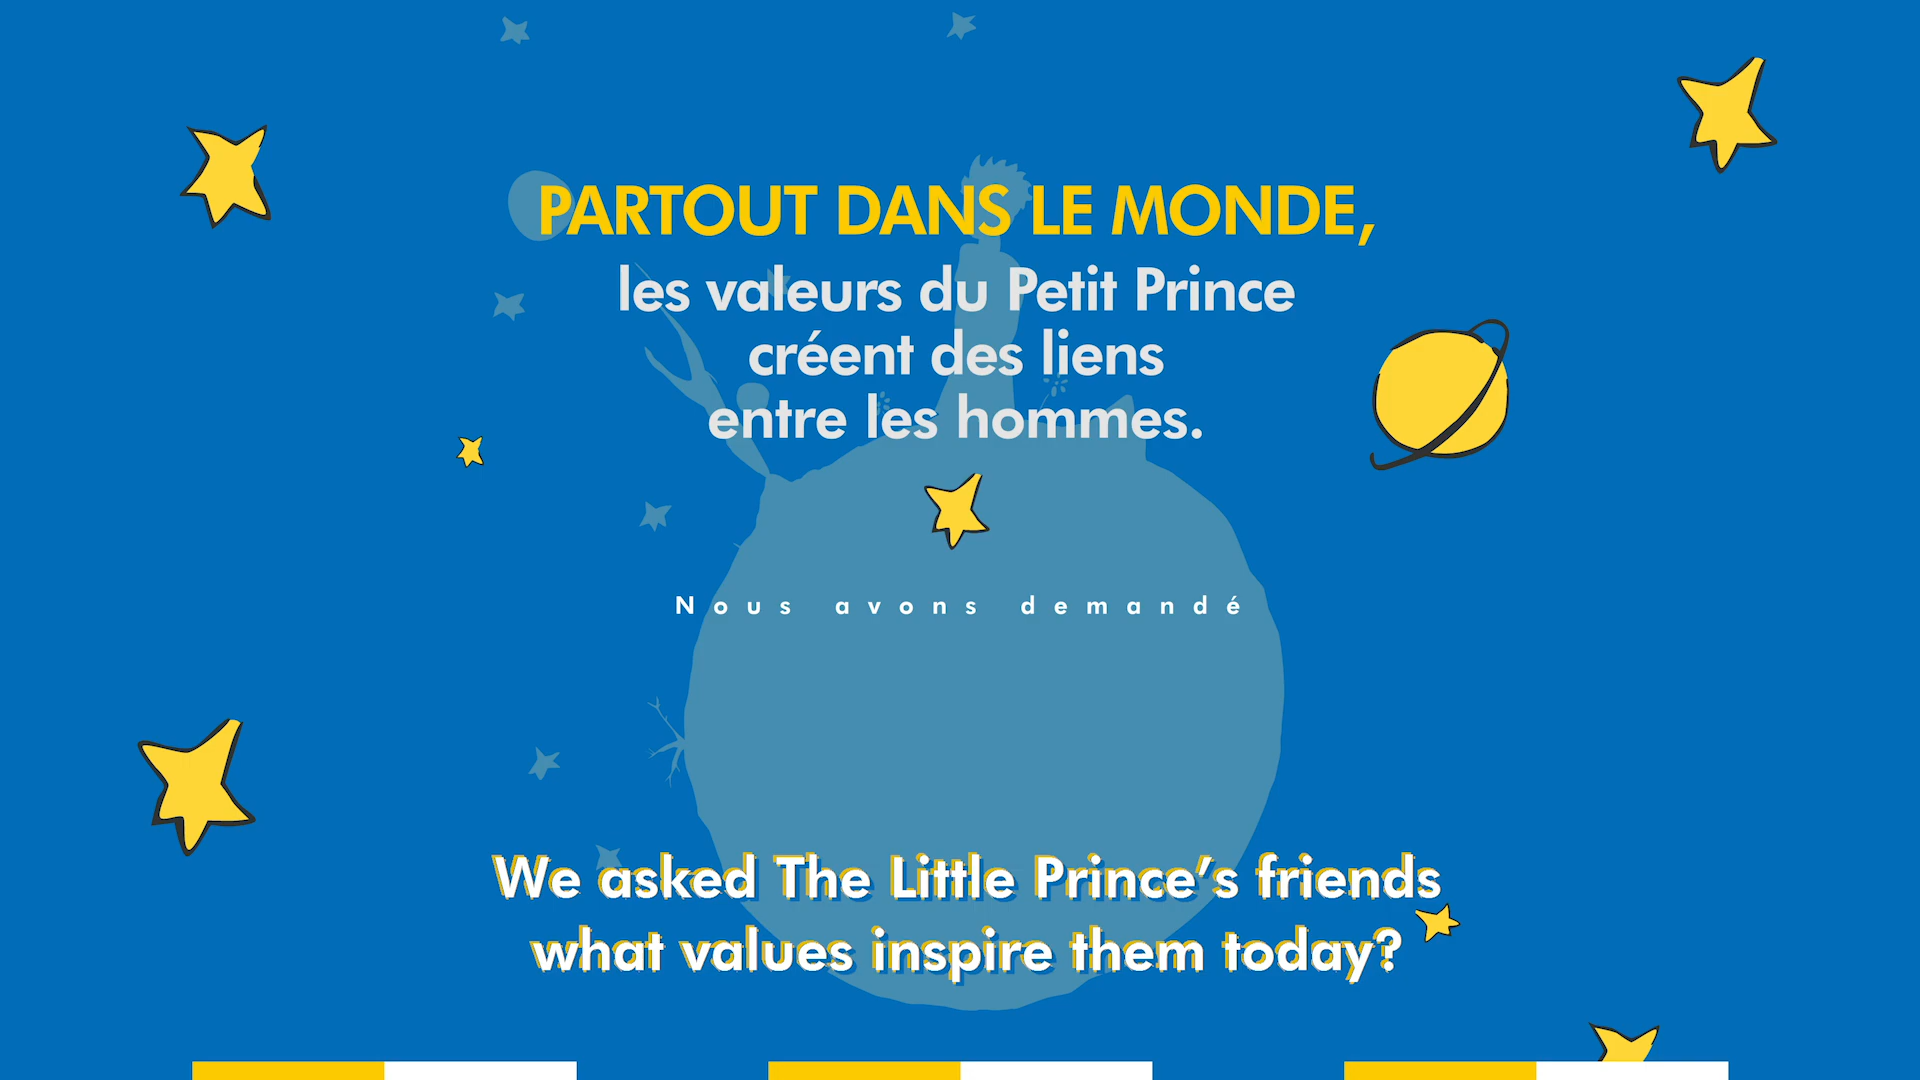 PARTOUT DANS LE MONDE,
les valeurs du Petit Prince
créent des liens
entre les hommes.
Nous avons demandé
We asked The Little Prince’s friends
what values inspire them today?